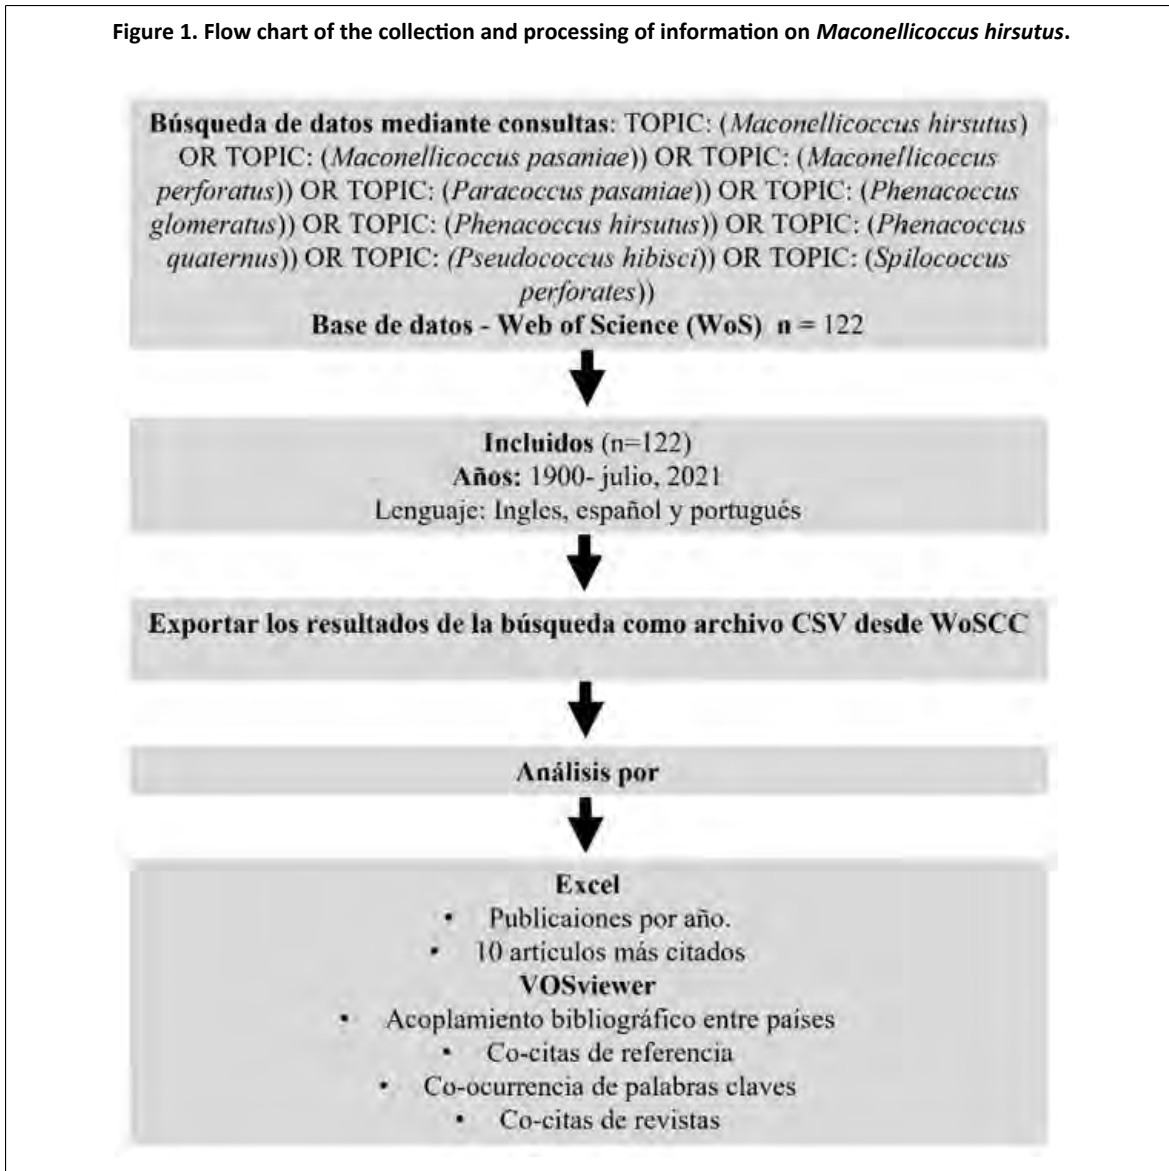 Figure 1. Flow chart of the collection and processing of information on Maconellicoccus hirsutus.
Búsqueda de datos mediante consultas: TOPIC: (Maconellicoccus hirsutus)
OR TOPIC: (Maconellicoccus pasaniae)) OR TOPIC: (Maconellicoccus
perforatus)) OR TOPIC: (Paracoccus pasaniae)) OR TOPIC: (Phenacoccus
glomeratus)) OR TOPIC: (Phenacoccus hirsutus)) OR TOPIC: (Phenacoccus
quaternus)) OR TOPIC: (Pseudococcus hibisci)) OR TOPIC: (Spilococcus
perforates))
Base de datos - Web of Science (WoS) n = 122
Incluidos (n=122)
Años: 1900- julio, 2021
Lenguaje: Ingles, español y portugués
Exportar los resultados de la búsqueda como archivo CSV desde WoSCC
Análisis por
Excel
• Publicaiones por año.
• 10 artículos más citados
VOSviewer
• Acoplamiento bibliográfico entre países
• Co-citas de referencia
• Co-ocurrencia de palabras claves
• Co-citas de revistas